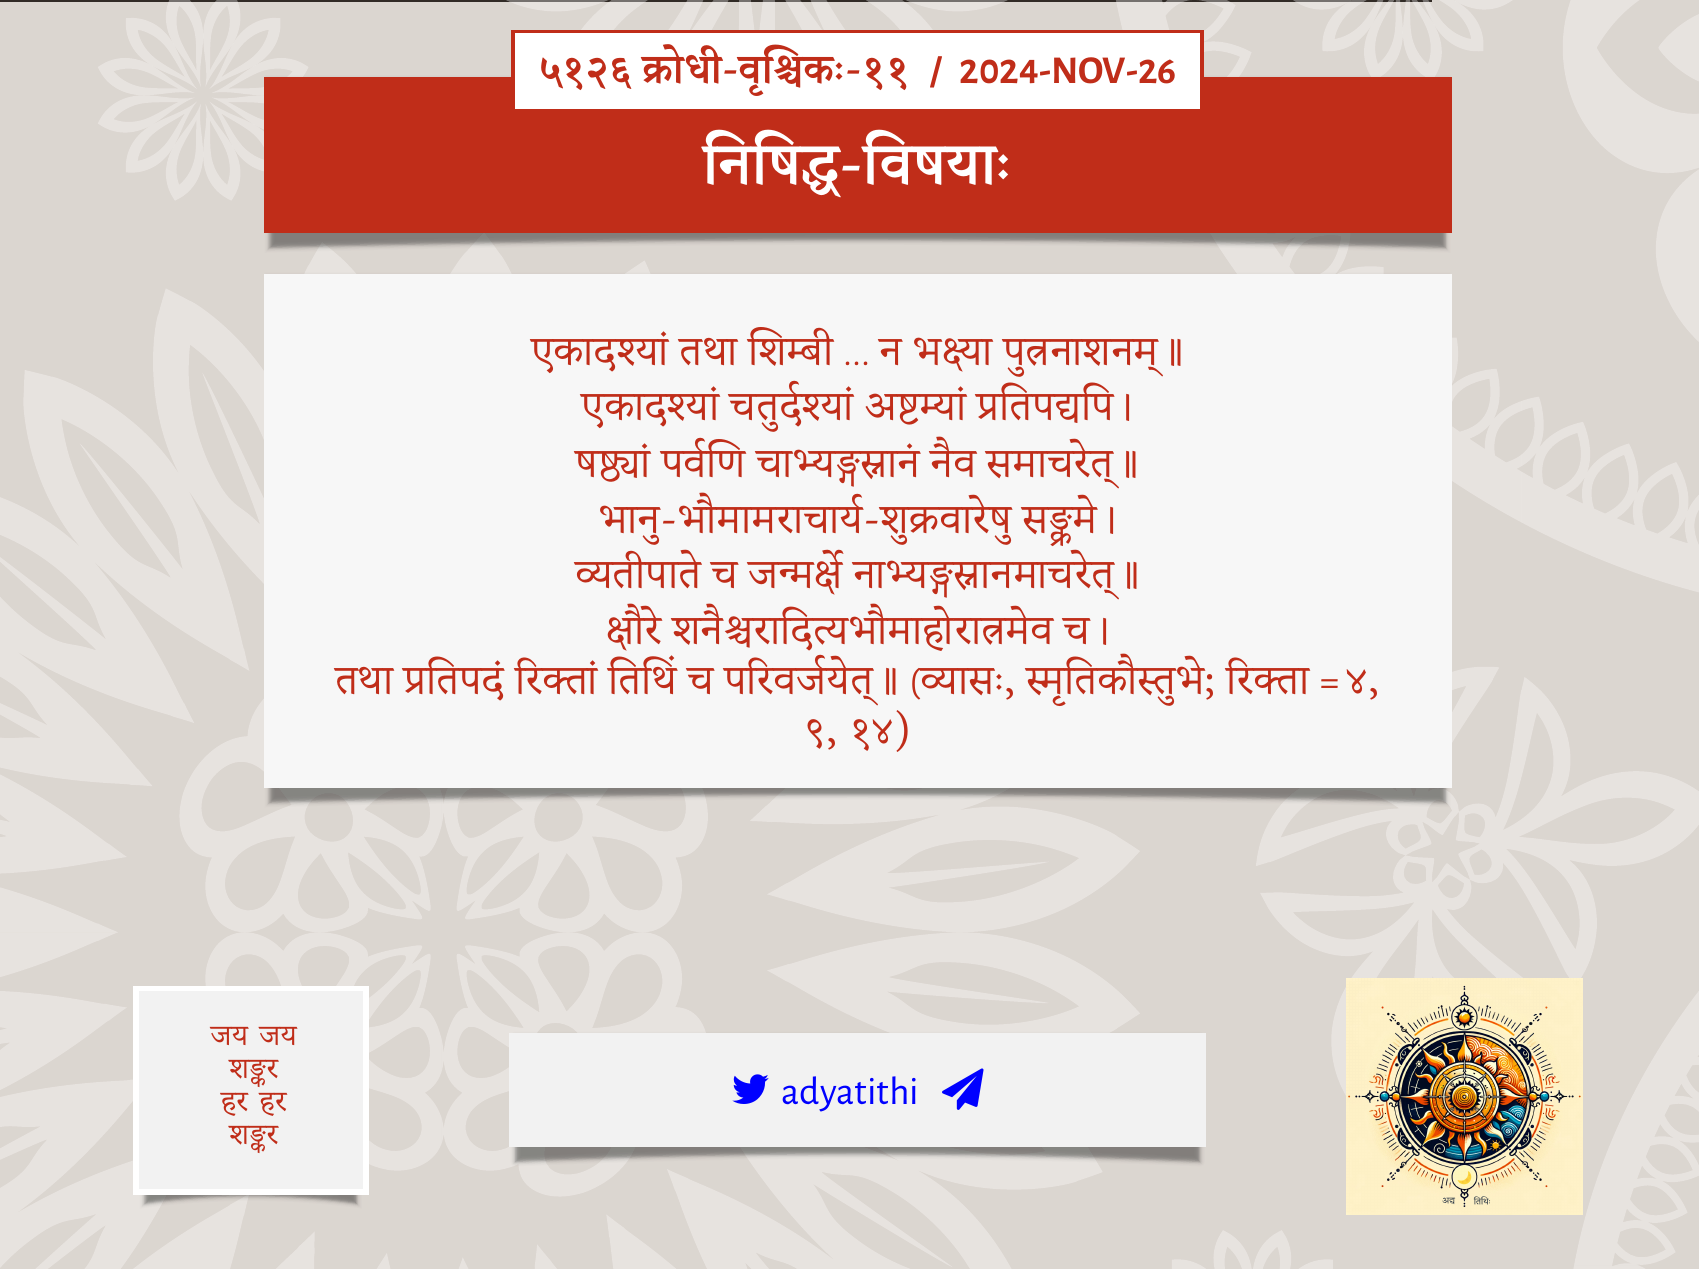 ५१२६ क्रोधी-वृश्चिकः-११ / 2024-NOV-26
निषिद्ध-विषयाः
एकादश्यां तथा शिम्बी ... न भक्ष्या पुत्रनाशनम् ॥
एकादश्यां चतुर्दश्यां अष्टम्यां प्रतिपद्यपि ।
षष्ठ्यां पर्वणि चाभ्यङ्गस्नानं नैव समाचरेत् ॥
भानु-भौमामराचार्य-शुक्रवारेषु सङ्क्रमे ।
व्यतीपाते च जन्मर्क्षे नाभ्यङ्गस्नानमाचरेत् ॥
क्षौरे शनैश्चरादित्यभौमाहोरात्रमेव च ।
तथा प्रतिपदं रिक्तां तिथिं च परिवर्जयेत् ॥ (व्यासः, स्मृतिकौस्तुभे; रिक्ता = ४,
९, १४)
जय जय
शङ्कर
हर हर
शङ्कर
adyatithi
अद्य तिथिः